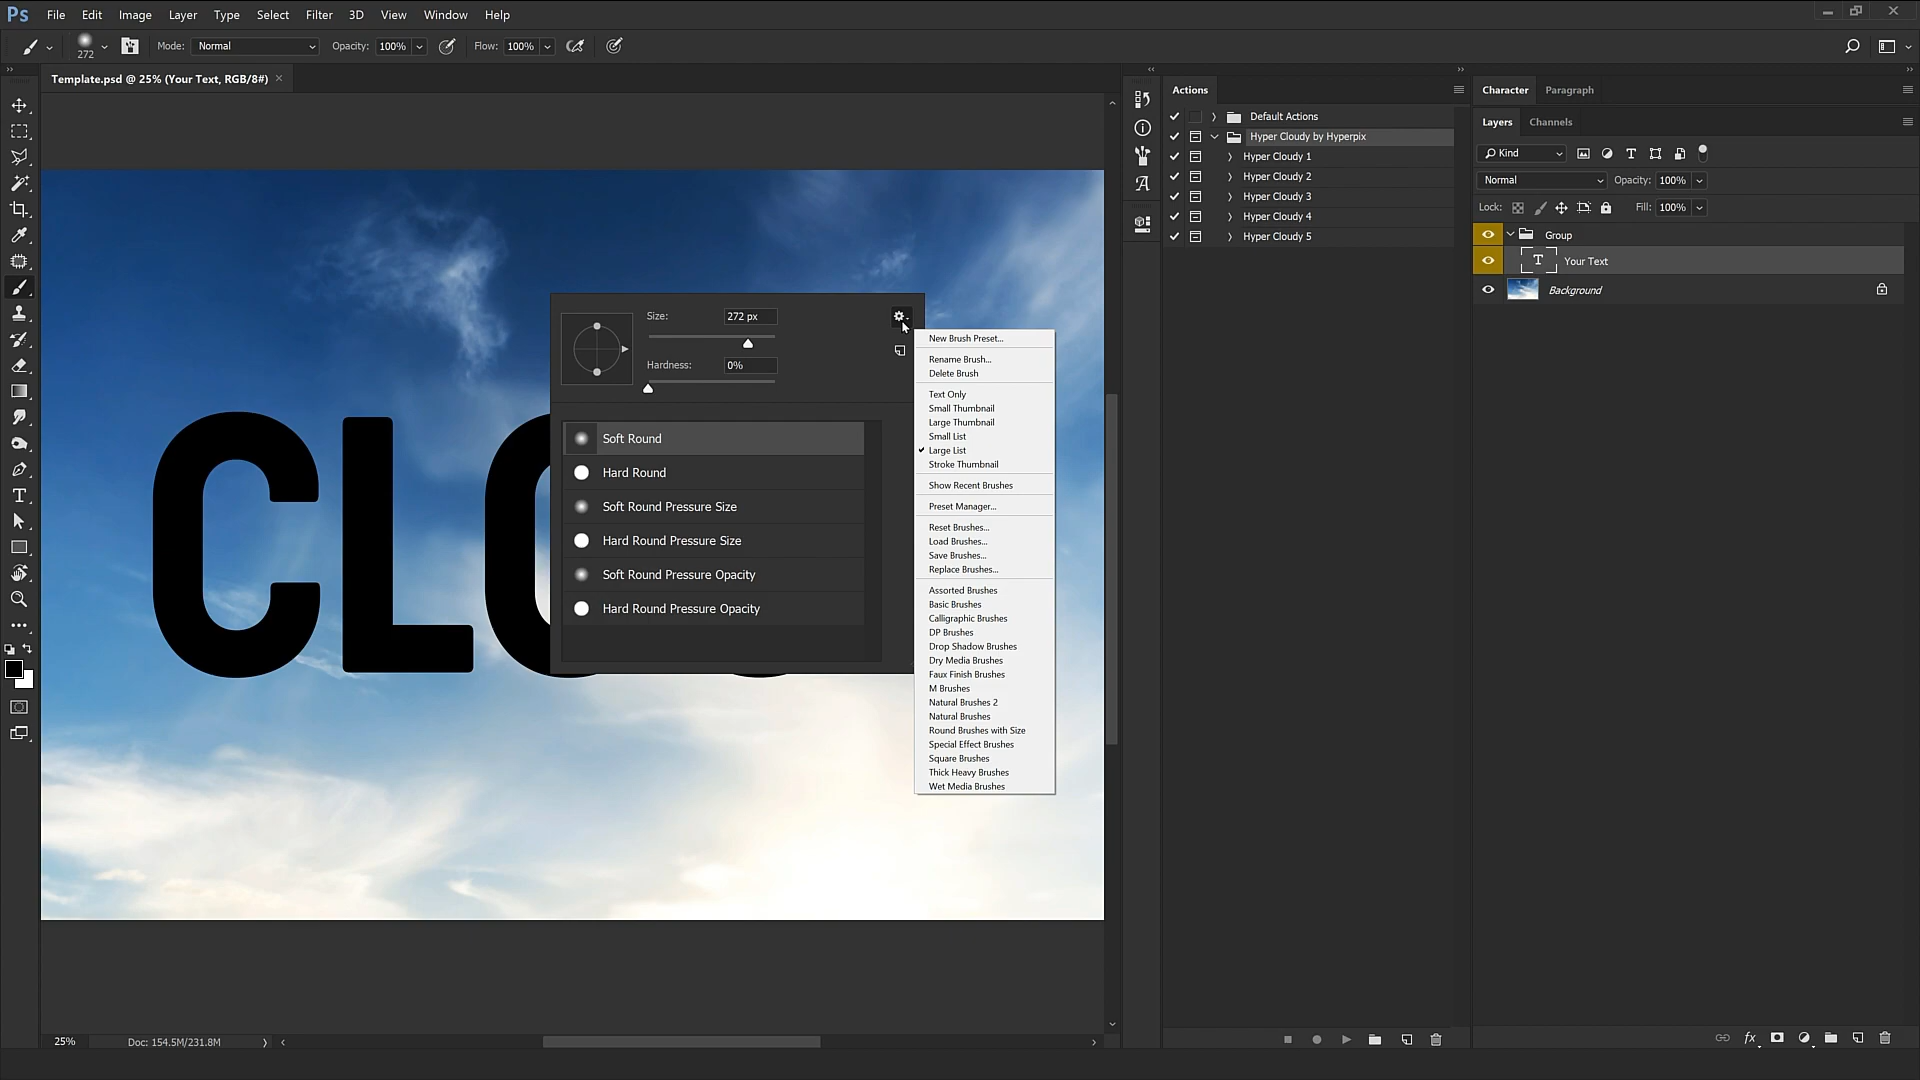 Ps File Edit Image Layer Type Select Filter 3D View Window Help
272 Mode: Normal Opacity: 100% Flow: 100%
Template.psd @ 25% (Your Text, RGB/8#) ×
CLO
Size: 272 px
Hardness: 0%
Soft Round
Hard Round
Soft Round Pressure Size
Hard Round Pressure Size
Soft Round Pressure Opacity
Hard Round Pressure Opacity
New Brush Preset...
Rename Brush...
Delete Brush
Text Only
Small Thumbnail
Large Thumbnail
Small List
Large List
Stroke Thumbnail
Show Recent Brushes
Preset Manager...
Reset Brushes...
Load Brushes...
Save Brushes...
Replace Brushes...
Assorted Brushes
Basic Brushes
Calligraphic Brushes
DP Brushes
Drop Shadow Brushes
Dry Media Brushes
Faux Finish Brushes
M Brushes
Natural Brushes 2
Natural Brushes
Round Brushes with Size
Special Effect Brushes
Square Brushes
Thick Heavy Brushes
Wet Media Brushes
25% Doc: 154.5M/231.8M
Actions
Default Actions
Hyper Cloudy by Hyperpix
Hyper Cloudy 1
Hyper Cloudy 2
Hyper Cloudy 3
Hyper Cloudy 4
Hyper Cloudy 5
Character Paragraph
Layers Channels
Kind
Normal Opacity: 100%
Lock: Fill: 100%
Group
T Your Text
Background
fx